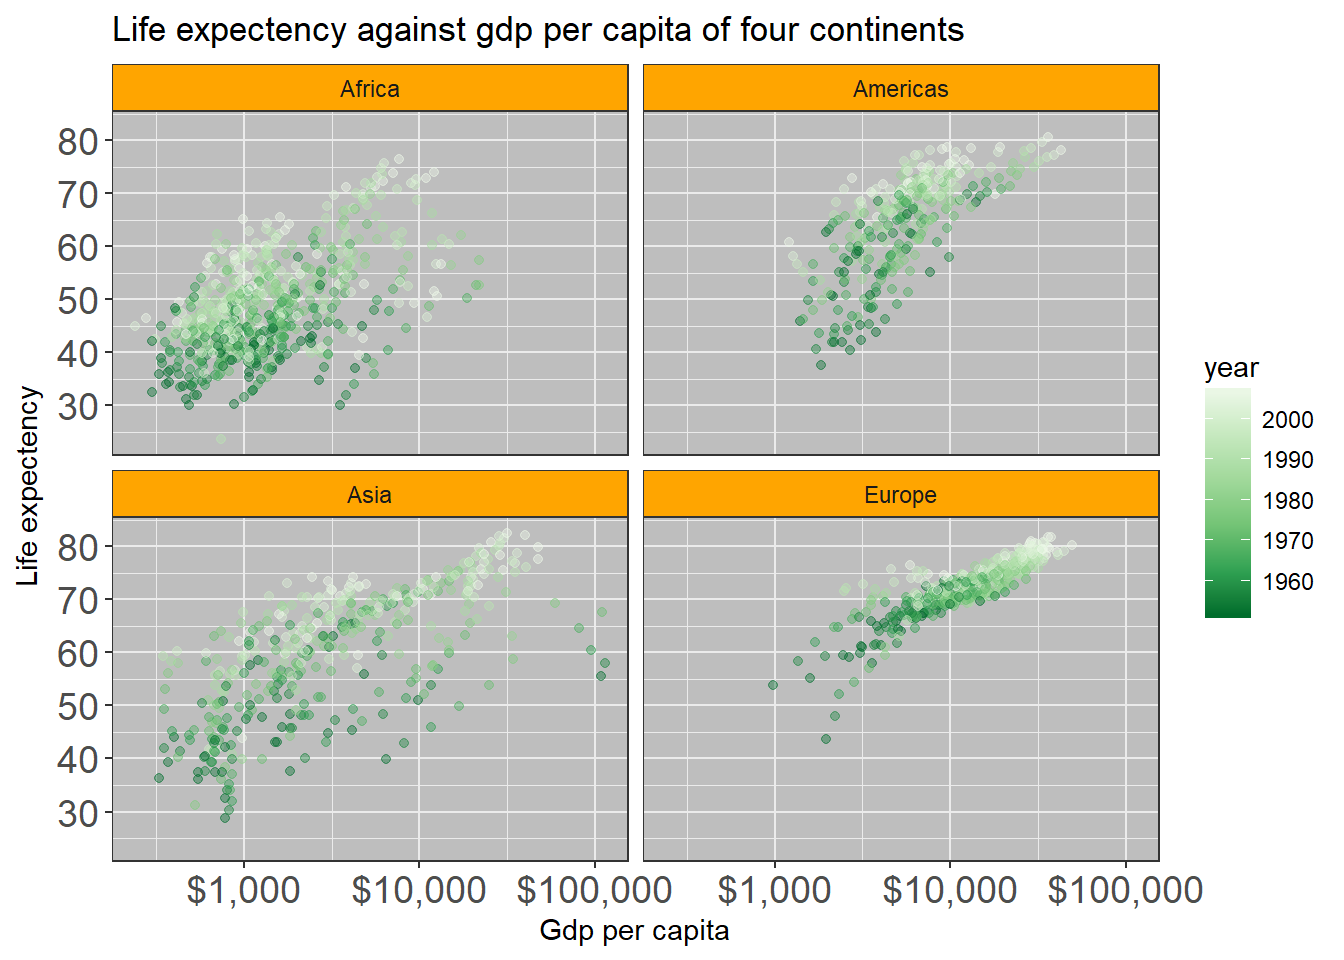 Life expectency against gdp per capita of four continents
Africa
Americas
80
70
60
50
40
30
Asia
Europe
80
70
60
50
40
30
$1,000
$10,000
$100,000
$1,000
$10,000
$100,000
Gdp per capita
Life expectency
year
2000
1990
1980
1970
1960